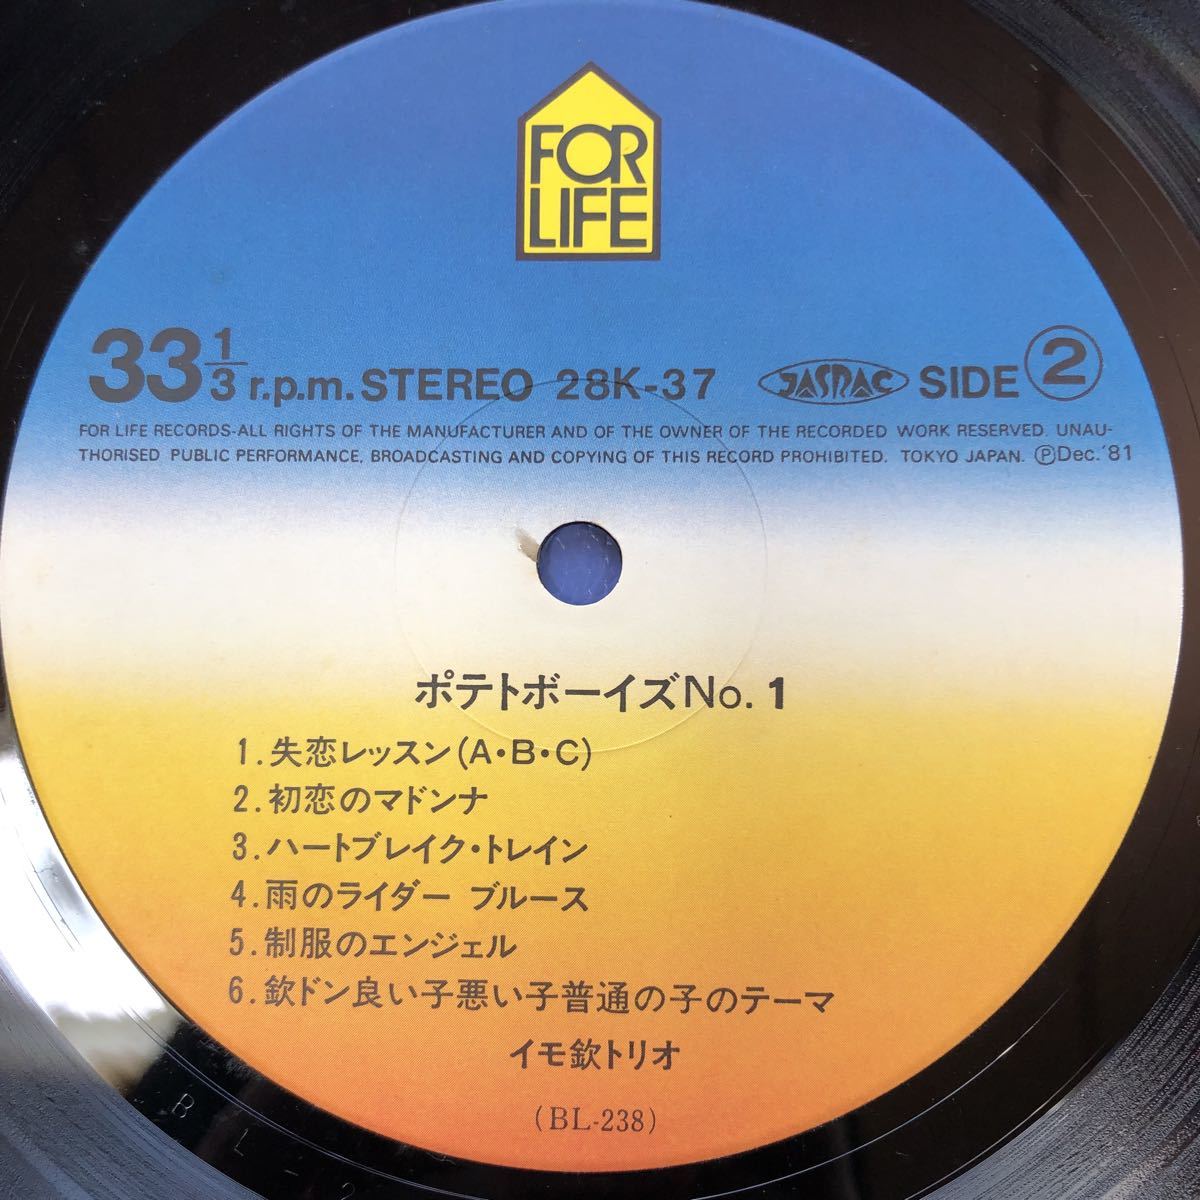 FOR
LIFE
33 1/3 r.p.m. STEREO 28K-37 JASRAC SIDE 2
FOR LIFE RECORDS-ALL RIGHTS OF THE MANUFACTURER AND OF THE OWNER OF THE RECORDED WORK RESERVED. UNAU-
THORISED PUBLIC PERFORMANCE, BROADCASTING AND COPYING OF THIS RECORD PROHIBITED. TOKYO JAPAN. ℗Dec.'81
ポテトボーイズNo.1
1.失恋レッスン(A・B・C)
2.初恋のマドンナ
3.ハートブレイク・トレイン
4.雨のライダー ブルース
5.制服のエンジェル
6.欽ドン良い子悪い子普通の子のテーマ
イモ欽トリオ
(BL-238)
B L - 2